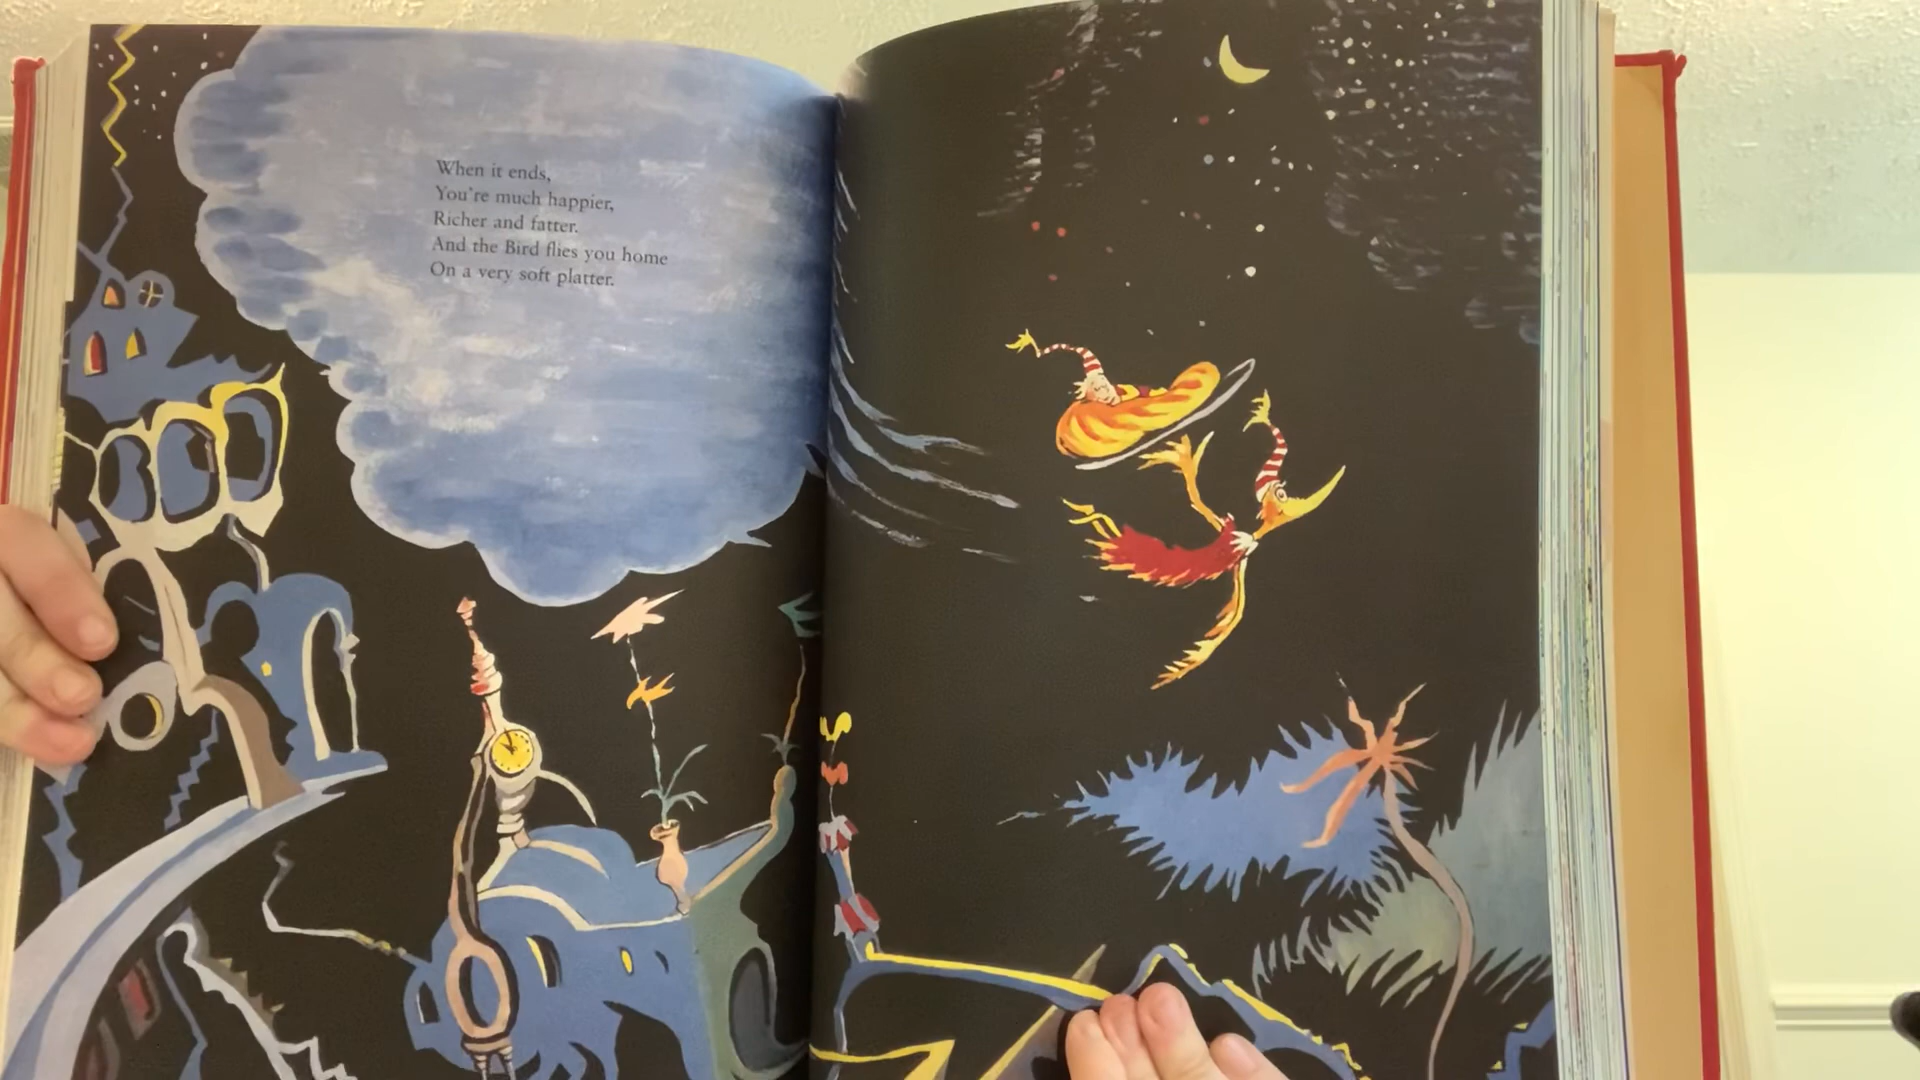 When it ends,
You're much happier,
Richer and fatter.
And the Bird flies you home
On a very soft platter.